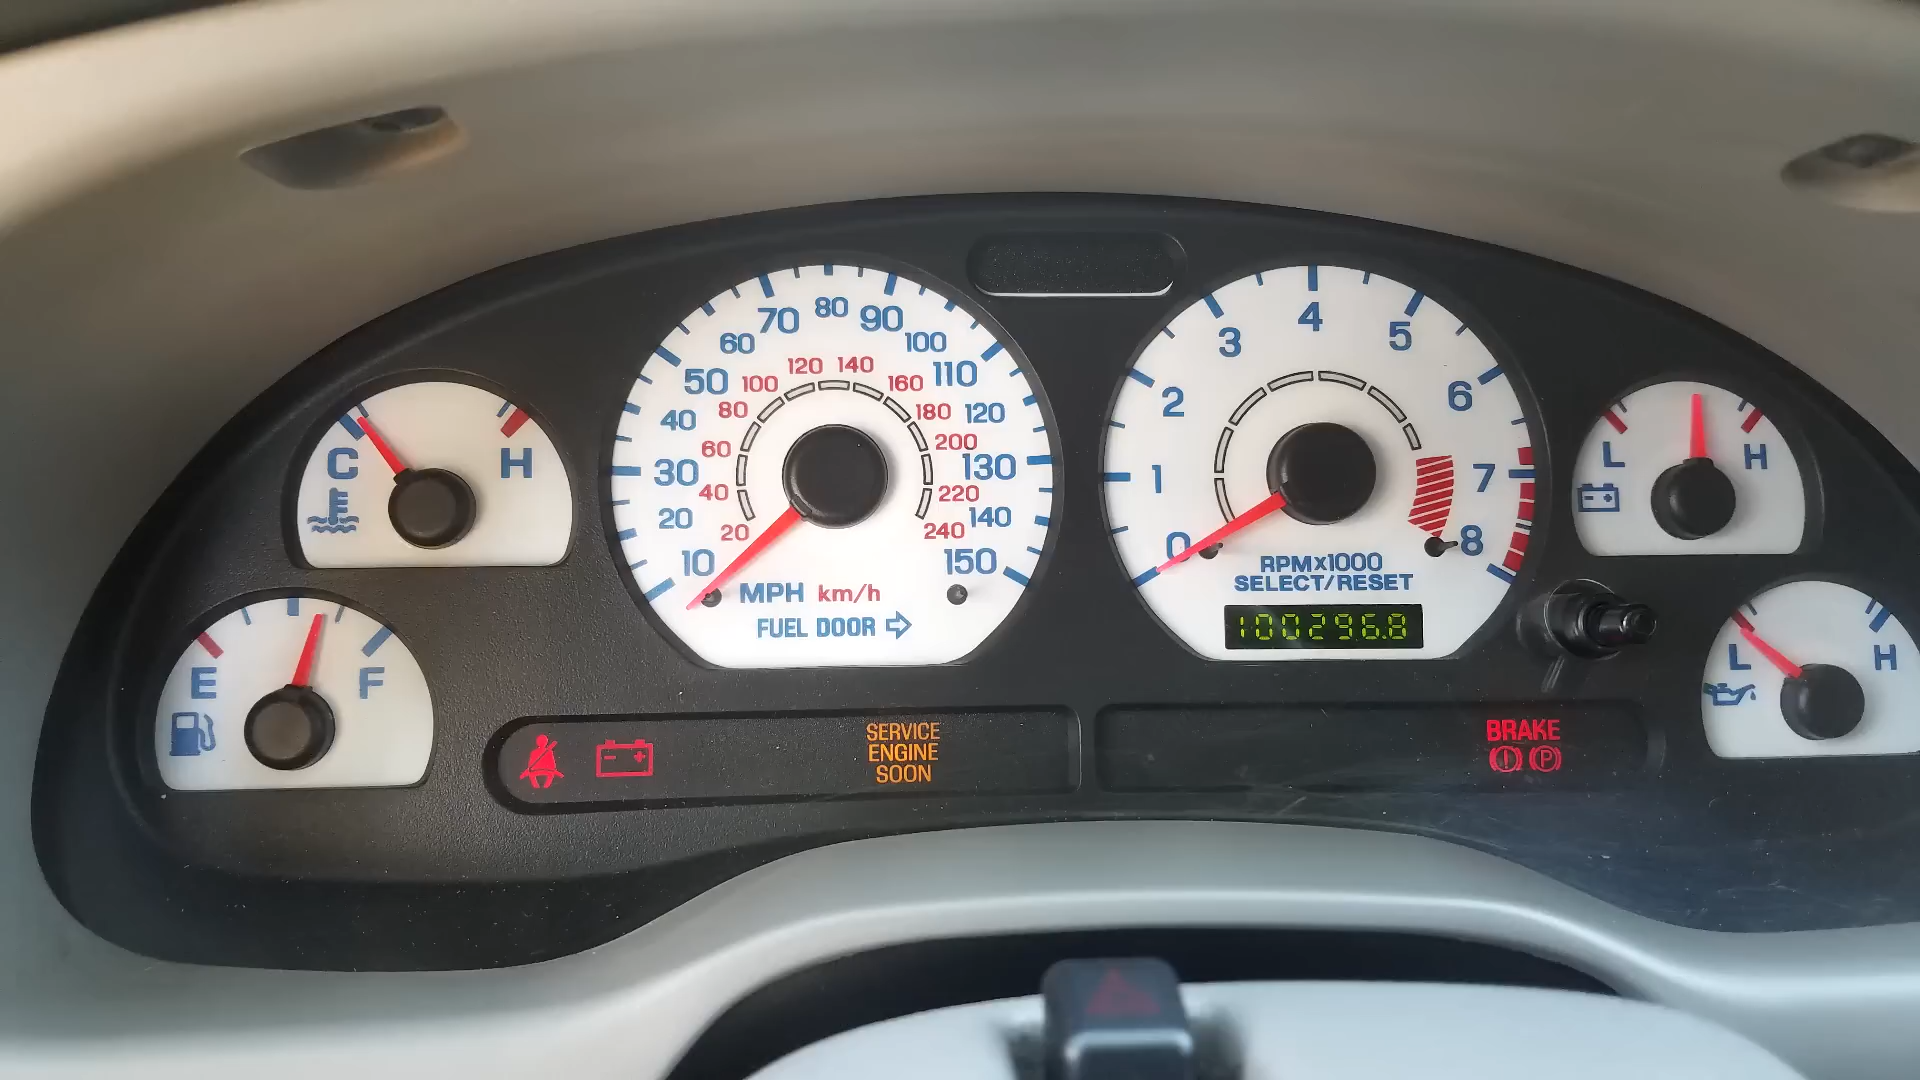 C H
E F
10 20 30 40 50 60 70 80 90 100 110 120 130 140 150
20 40 60 80 100 120 140 160 180 200 220 240
MPH km/h
FUEL DOOR
0 1 2 3 4 5 6 7 8
RPMx1000
SELECT/RESET
100296.8
L H
L H
SERVICE
ENGINE
SOON
BRAKE
P